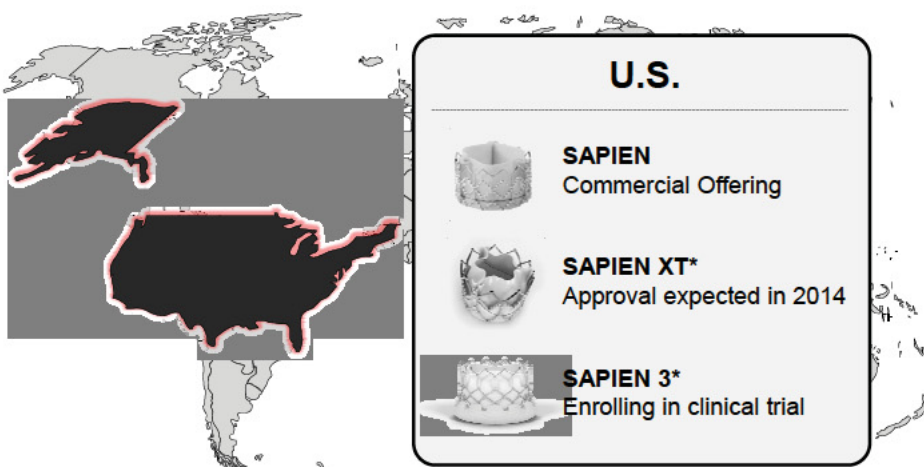 U.S.
SAPIEN
Commercial Offering
SAPIEN XT*
Approval expected in 2014
SAPIEN 3*
Enrolling in clinical trial